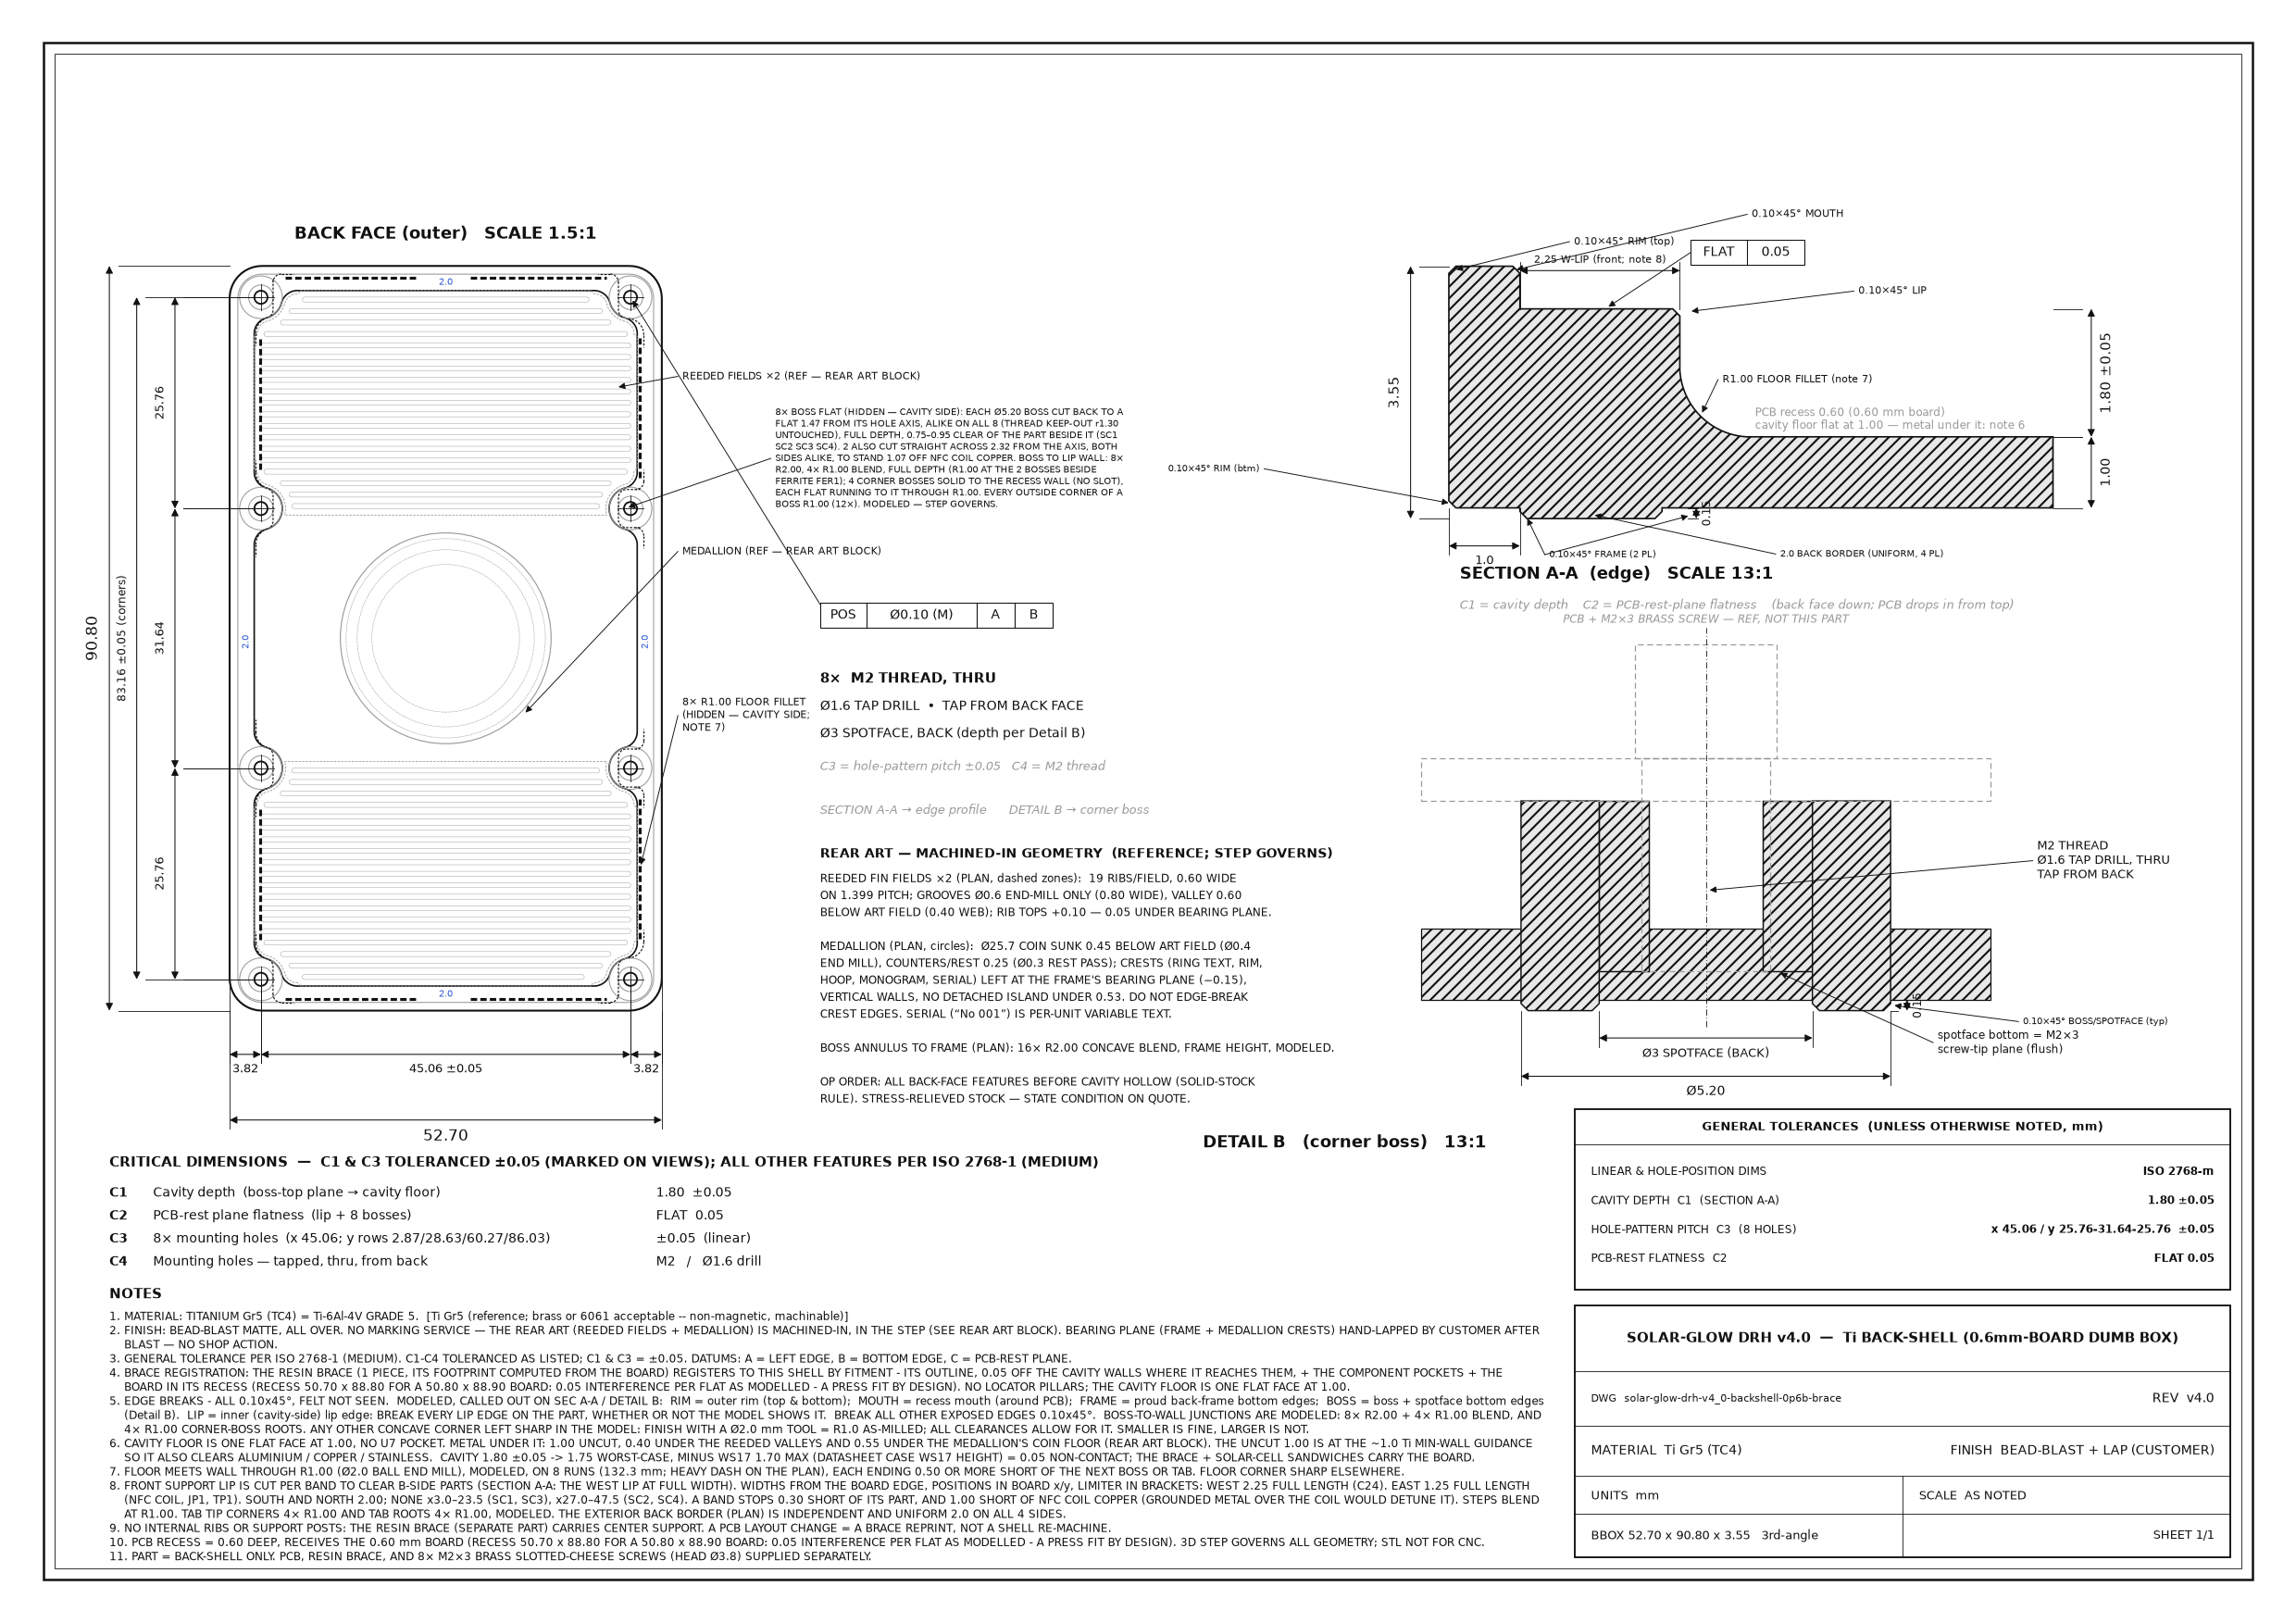 BACK FACE (outer)   SCALE 1.5:1
2.0
90.80
83.16 ±0.05 (corners)
25.76
31.64
25.76
2.0
2.0
2.0
3.82
45.06 ±0.05
3.82
52.70
REEDED FIELDS ×2 (REF — REAR ART BLOCK)
8× BOSS FLAT (HIDDEN — CAVITY SIDE): EACH Ø5.20 BOSS CUT BACK TO A
FLAT 1.47 FROM ITS HOLE AXIS, ALIKE ON ALL 8 (THREAD KEEP-OUT r1.30
UNTOUCHED), FULL DEPTH, 0.75–0.95 CLEAR OF THE PART BESIDE IT (SC1
SC2 SC3 SC4). 2 ALSO CUT STRAIGHT ACROSS 2.32 FROM THE AXIS, BOTH
SIDES ALIKE, TO STAND 1.07 OFF NFC COIL COPPER. BOSS TO LIP WALL: 8×
R2.00, 4× R1.00 BLEND, FULL DEPTH (R1.00 AT THE 2 BOSSES BESIDE
FERRITE FER1); 4 CORNER BOSSES SOLID TO THE RECESS WALL (NO SLOT),
EACH FLAT RUNNING TO IT THROUGH R1.00. EVERY OUTSIDE CORNER OF A
BOSS R1.00 (12×). MODELED — STEP GOVERNS.
MEDALLION (REF — REAR ART BLOCK)
POS   Ø0.10 (M)   A   B
8× R1.00 FLOOR FILLET
(HIDDEN — CAVITY SIDE;
NOTE 7)
8×  M2 THREAD, THRU
Ø1.6 TAP DRILL  •  TAP FROM BACK FACE
Ø3 SPOTFACE, BACK (depth per Detail B)
C3 = hole-pattern pitch ±0.05   C4 = M2 thread
SECTION A-A → edge profile      DETAIL B → corner boss
REAR ART — MACHINED-IN GEOMETRY  (REFERENCE; STEP GOVERNS)
REEDED FIN FIELDS ×2 (PLAN, dashed zones):  19 RIBS/FIELD, 0.60 WIDE
ON 1.399 PITCH; GROOVES Ø0.6 END-MILL ONLY (0.80 WIDE), VALLEY 0.60
BELOW ART FIELD (0.40 WEB); RIB TOPS +0.10 — 0.05 UNDER BEARING PLANE.
MEDALLION (PLAN, circles):  Ø25.7 COIN SUNK 0.45 BELOW ART FIELD (Ø0.4
END MILL), COUNTERS/REST 0.25 (Ø0.3 REST PASS); CRESTS (RING TEXT, RIM,
HOOP, MONOGRAM, SERIAL) LEFT AT THE FRAME'S BEARING PLANE (−0.15),
VERTICAL WALLS, NO DETACHED ISLAND UNDER 0.53. DO NOT EDGE-BREAK
CREST EDGES. SERIAL (“No 001”) IS PER-UNIT VARIABLE TEXT.
BOSS ANNULUS TO FRAME (PLAN): 16× R2.00 CONCAVE BLEND, FRAME HEIGHT, MODELED.
OP ORDER: ALL BACK-FACE FEATURES BEFORE CAVITY HOLLOW (SOLID-STOCK
RULE). STRESS-RELIEVED STOCK — STATE CONDITION ON QUOTE.
0.10×45° MOUTH
0.10×45° RIM (top)
FLAT   0.05
2.25 W-LIP (front; note 8)
0.10×45° LIP
3.55
R1.00 FLOOR FILLET (note 7)
1.80 ±0.05
PCB recess 0.60 (0.60 mm board)
cavity floor flat at 1.00 — metal under it: note 6
0.10×45° RIM (btm)
1.00
0.15
1.0
0.10×45° FRAME (2 PL)
2.0 BACK BORDER (UNIFORM, 4 PL)
SECTION A-A  (edge)   SCALE 13:1
C1 = cavity depth    C2 = PCB-rest-plane flatness    (back face down; PCB drops in from top)
PCB + M2×3 BRASS SCREW — REF, NOT THIS PART
M2 THREAD
Ø1.6 TAP DRILL, THRU
TAP FROM BACK
0.15
0.10×45° BOSS/SPOTFACE (typ)
spotface bottom = M2×3
screw-tip plane (flush)
Ø3 SPOTFACE (BACK)
Ø5.20
DETAIL B   (corner boss)   13:1
CRITICAL DIMENSIONS  —  C1 & C3 TOLERANCED ±0.05 (MARKED ON VIEWS); ALL OTHER FEATURES PER ISO 2768-1 (MEDIUM)
C1   Cavity depth  (boss-top plane → cavity floor)   1.80  ±0.05
C2   PCB-rest plane flatness  (lip + 8 bosses)   FLAT  0.05
C3   8× mounting holes  (x 45.06; y rows 2.87/28.63/60.27/86.03)   ±0.05  (linear)
C4   Mounting holes — tapped, thru, from back   M2   /   Ø1.6 drill
NOTES
1. MATERIAL: TITANIUM Gr5 (TC4) = Ti-6Al-4V GRADE 5.  [Ti Gr5 (reference; brass or 6061 acceptable -- non-magnetic, machinable)]
2. FINISH: BEAD-BLAST MATTE, ALL OVER. NO MARKING SERVICE — THE REAR ART (REEDED FIELDS + MEDALLION) IS MACHINED-IN, IN THE STEP (SEE REAR ART BLOCK). BEARING PLANE (FRAME + MEDALLION CRESTS) HAND-LAPPED BY CUSTOMER AFTER
BLAST — NO SHOP ACTION.
3. GENERAL TOLERANCE PER ISO 2768-1 (MEDIUM). C1-C4 TOLERANCED AS LISTED; C1 & C3 = ±0.05. DATUMS: A = LEFT EDGE, B = BOTTOM EDGE, C = PCB-REST PLANE.
4. BRACE REGISTRATION: THE RESIN BRACE (1 PIECE, ITS FOOTPRINT COMPUTED FROM THE BOARD) REGISTERS TO THIS SHELL BY FITMENT - ITS OUTLINE, 0.05 OFF THE CAVITY WALLS WHERE IT REACHES THEM, + THE COMPONENT POCKETS + THE
BOARD IN ITS RECESS (RECESS 50.70 x 88.80 FOR A 50.80 x 88.90 BOARD: 0.05 INTERFERENCE PER FLAT AS MODELLED - A PRESS FIT BY DESIGN). NO LOCATOR PILLARS; THE CAVITY FLOOR IS ONE FLAT FACE AT 1.00.
5. EDGE BREAKS - ALL 0.10x45°, FELT NOT SEEN.  MODELED, CALLED OUT ON SEC A-A / DETAIL B:  RIM = outer rim (top & bottom);  MOUTH = recess mouth (around PCB);  FRAME = proud back-frame bottom edges;  BOSS = boss + spotface bottom edges
(Detail B).  LIP = inner (cavity-side) lip edge: BREAK EVERY LIP EDGE ON THE PART, WHETHER OR NOT THE MODEL SHOWS IT.  BREAK ALL OTHER EXPOSED EDGES 0.10x45°.  BOSS-TO-WALL JUNCTIONS ARE MODELED: 8× R2.00 + 4× R1.00 BLEND, AND
4× R1.00 CORNER-BOSS ROOTS. ANY OTHER CONCAVE CORNER LEFT SHARP IN THE MODEL: FINISH WITH A Ø2.0 mm TOOL = R1.0 AS-MILLED; ALL CLEARANCES ALLOW FOR IT. SMALLER IS FINE, LARGER IS NOT.
6. CAVITY FLOOR IS ONE FLAT FACE AT 1.00, NO U7 POCKET. METAL UNDER IT: 1.00 UNCUT, 0.40 UNDER THE REEDED VALLEYS AND 0.55 UNDER THE MEDALLION'S COIN FLOOR (REAR ART BLOCK). THE UNCUT 1.00 IS AT THE ~1.0 Ti MIN-WALL GUIDANCE
SO IT ALSO CLEARS ALUMINIUM / COPPER / STAINLESS.  CAVITY 1.80 ±0.05 -> 1.75 WORST-CASE, MINUS WS17 1.70 MAX (DATASHEET CASE WS17 HEIGHT) = 0.05 NON-CONTACT; THE BRACE + SOLAR-CELL SANDWICHES CARRY THE BOARD.
7. FLOOR MEETS WALL THROUGH R1.00 (Ø2.0 BALL END MILL), MODELED, ON 8 RUNS (132.3 mm; HEAVY DASH ON THE PLAN), EACH ENDING 0.50 OR MORE SHORT OF THE NEXT BOSS OR TAB. FLOOR CORNER SHARP ELSEWHERE.
8. FRONT SUPPORT LIP IS CUT PER BAND TO CLEAR B-SIDE PARTS (SECTION A-A: THE WEST LIP AT FULL WIDTH). WIDTHS FROM THE BOARD EDGE, POSITIONS IN BOARD x/y, LIMITER IN BRACKETS: WEST 2.25 FULL LENGTH (C24). EAST 1.25 FULL LENGTH
(NFC COIL, JP1, TP1). SOUTH AND NORTH 2.00; NONE x3.0–23.5 (SC1, SC3), x27.0–47.5 (SC2, SC4). A BAND STOPS 0.30 SHORT OF ITS PART, AND 1.00 SHORT OF NFC COIL COPPER (GROUNDED METAL OVER THE COIL WOULD DETUNE IT). STEPS BLEND
AT R1.00. TAB TIP CORNERS 4× R1.00 AND TAB ROOTS 4× R1.00, MODELED. THE EXTERIOR BACK BORDER (PLAN) IS INDEPENDENT AND UNIFORM 2.0 ON ALL 4 SIDES.
9. NO INTERNAL RIBS OR SUPPORT POSTS: THE RESIN BRACE (SEPARATE PART) CARRIES CENTER SUPPORT. A PCB LAYOUT CHANGE = A BRACE REPRINT, NOT A SHELL RE-MACHINE.
10. PCB RECESS = 0.60 DEEP, RECEIVES THE 0.60 mm BOARD (RECESS 50.70 x 88.80 FOR A 50.80 x 88.90 BOARD: 0.05 INTERFERENCE PER FLAT AS MODELLED - A PRESS FIT BY DESIGN). 3D STEP GOVERNS ALL GEOMETRY; STL NOT FOR CNC.
11. PART = BACK-SHELL ONLY. PCB, RESIN BRACE, AND 8× M2×3 BRASS SLOTTED-CHEESE SCREWS (HEAD Ø3.8) SUPPLIED SEPARATELY.
GENERAL TOLERANCES  (UNLESS OTHERWISE NOTED, mm)
LINEAR & HOLE-POSITION DIMS   ISO 2768-m
CAVITY DEPTH  C1  (SECTION A-A)   1.80 ±0.05
HOLE-PATTERN PITCH  C3  (8 HOLES)   x 45.06 / y 25.76-31.64-25.76  ±0.05
PCB-REST FLATNESS  C2   FLAT 0.05
SOLAR-GLOW DRH v4.0  —  Ti BACK-SHELL (0.6mm-BOARD DUMB BOX)
DWG  solar-glow-drh-v4_0-backshell-0p6b-brace   REV  v4.0
MATERIAL  Ti Gr5 (TC4)   FINISH  BEAD-BLAST + LAP (CUSTOMER)
UNITS  mm   SCALE  AS NOTED
BBOX 52.70 x 90.80 x 3.55   3rd-angle   SHEET 1/1